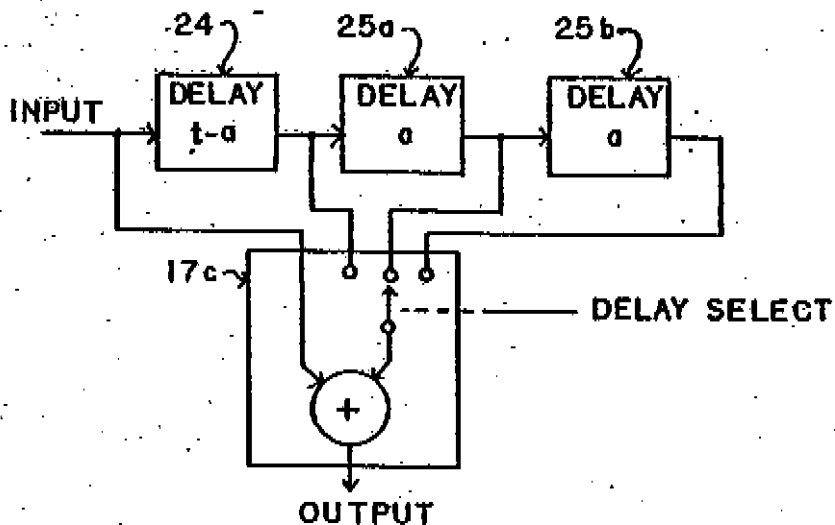 24 25a 25b
DELAY DELAY DELAY
INPUT
t-a a a
17c
DELAY SELECT
+
OUTPUT